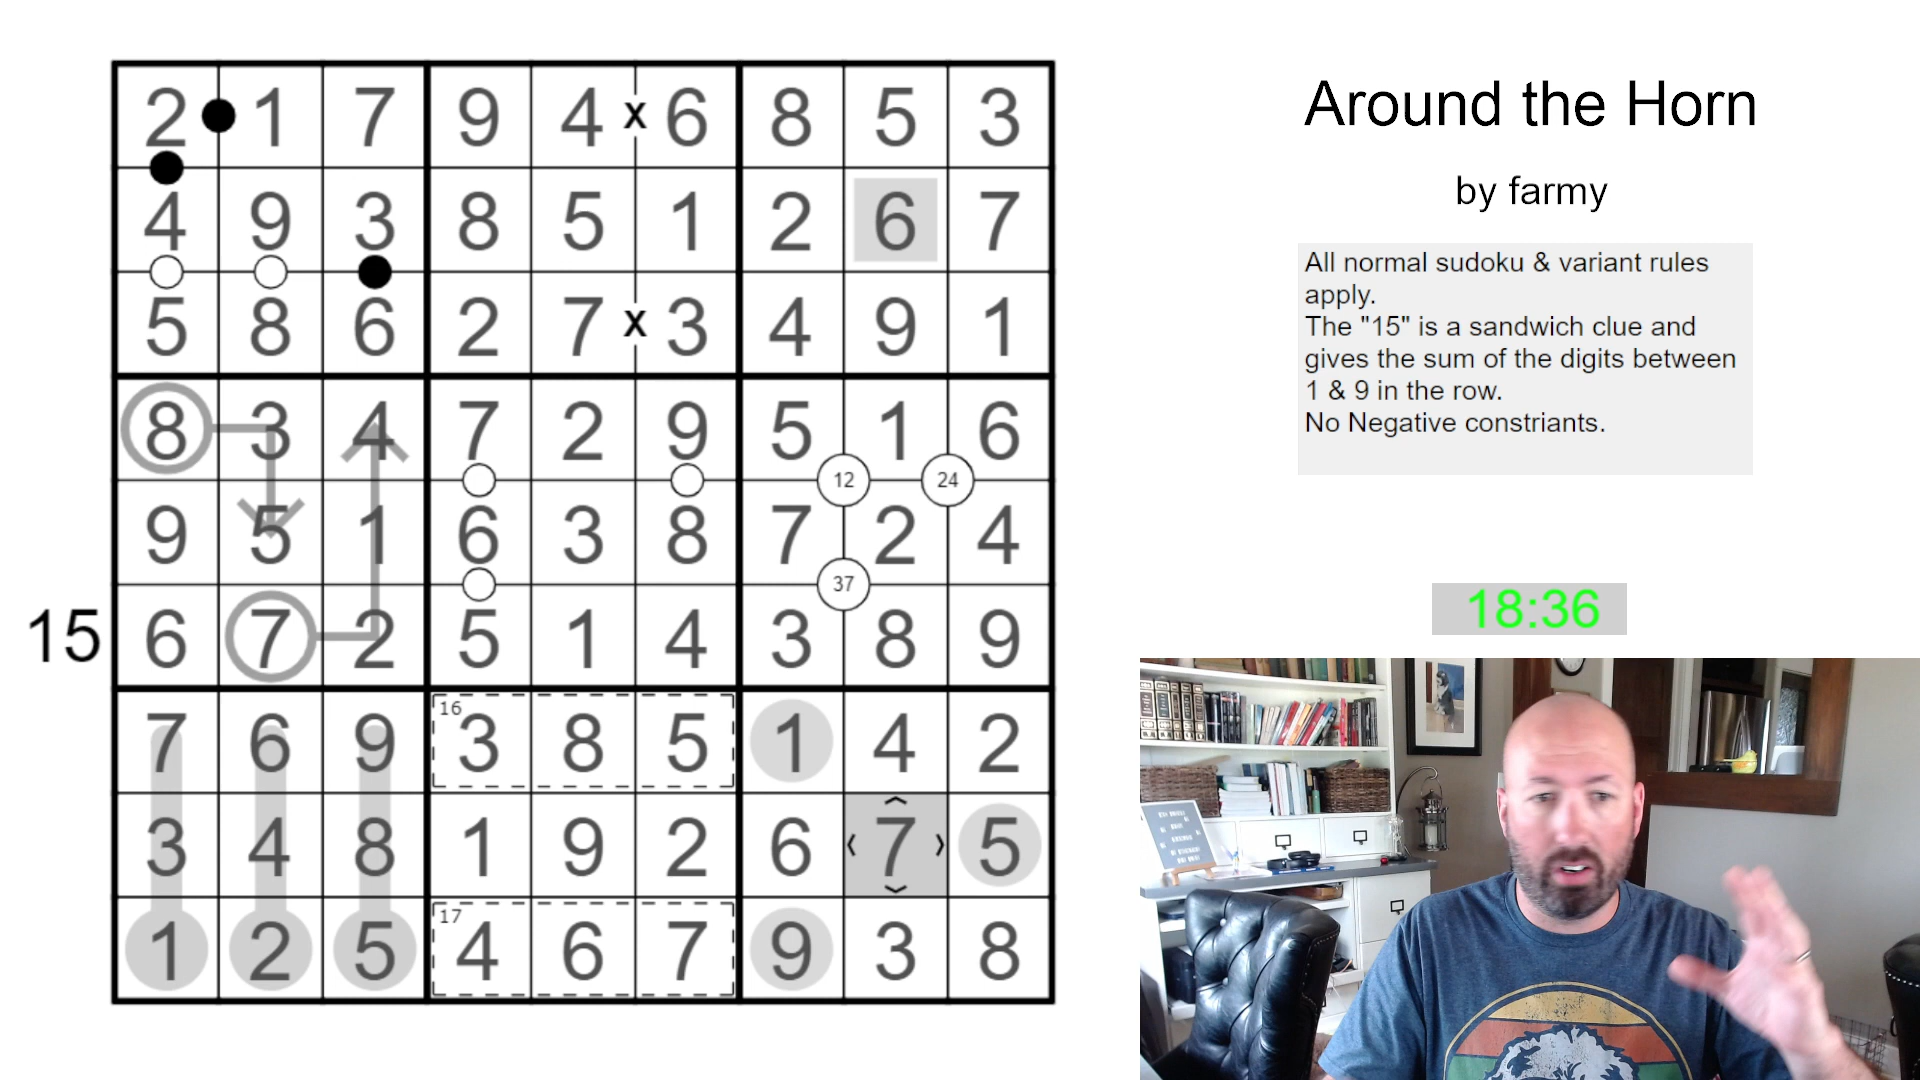 Around the Horn
by farmy
All normal sudoku & variant rules
apply.
The "15" is a sandwich clue and
gives the sum of the digits between
1 & 9 in the row.
No Negative constriants.
18:36
2 1 7 9 4 x 6 8 5 3
4 9 3 8 5 1 2 6 7
5 8 6 2 7 x 3 4 9 1
8 3 4 7 2 9 5 1 6
12 24
9 5 1 6 3 8 7 2 4
37
15 6 7 2 5 1 4 3 8 9
16
7 6 9 3 8 5 1 4 2
3 4 8 1 9 2 6 7 5
17
1 2 5 4 6 7 9 3 8